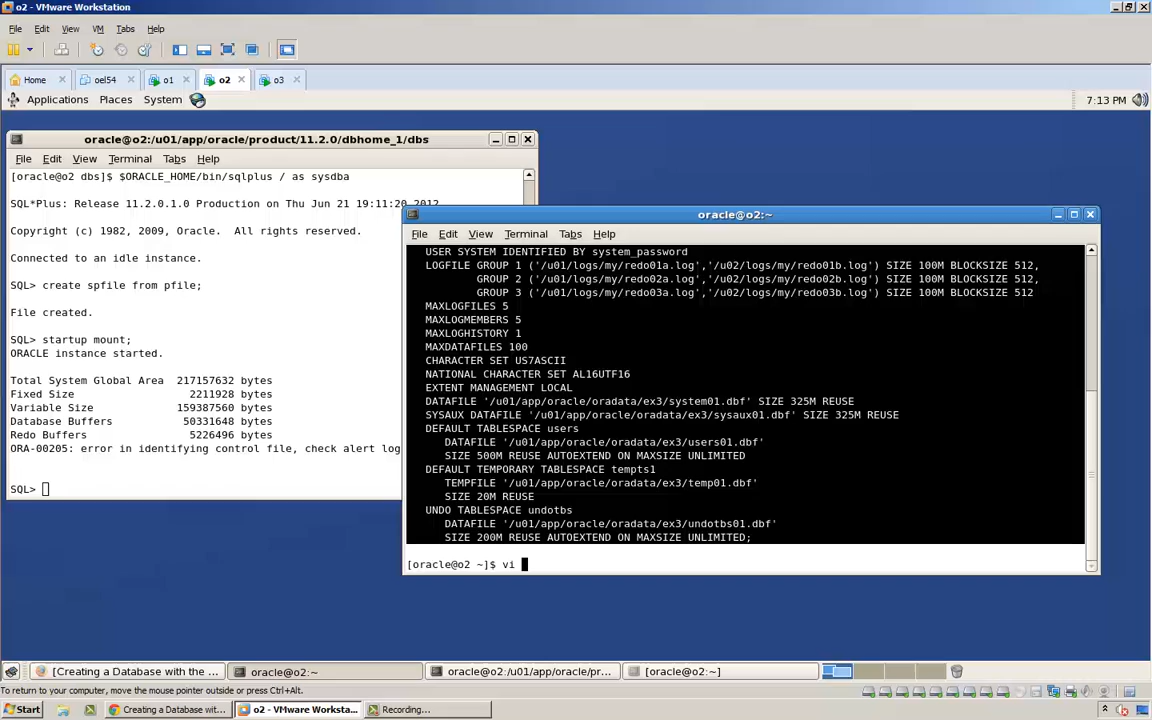 o2 - VMware Workstation
File Edit View VM Tabs Help
Home oel54 o1 o2 o3
Applications Places System 7:13 PM
oracle@o2:/u01/app/oracle/product/11.2.0/dbhome_1/dbs
File Edit View Terminal Tabs Help
[oracle@o2 dbs]$ $ORACLE_HOME/bin/sqlplus / as sysdba
SQL*Plus: Release 11.2.0.1.0 Production on Thu Jun 21 19:11:20 2012
Copyright (c) 1982, 2009, Oracle.  All rights reserved.
Connected to an idle instance.
SQL> create spfile from pfile;
File created.
SQL> startup mount;
ORACLE instance started.
Total System Global Area  217157632 bytes
Fixed Size                  2211928 bytes
Variable Size             159387560 bytes
Database Buffers           50331648 bytes
Redo Buffers                5226496 bytes
ORA-00205: error in identifying control file, check alert log
SQL>
oracle@o2:~
File Edit View Terminal Tabs Help
USER SYSTEM IDENTIFIED BY system_password
LOGFILE GROUP 1 ('/u01/logs/my/redo01a.log','/u02/logs/my/redo01b.log') SIZE 100M BLOCKSIZE 512,
GROUP 2 ('/u01/logs/my/redo02a.log','/u02/logs/my/redo02b.log') SIZE 100M BLOCKSIZE 512,
GROUP 3 ('/u01/logs/my/redo03a.log','/u02/logs/my/redo03b.log') SIZE 100M BLOCKSIZE 512
MAXLOGFILES 5
MAXLOGMEMBERS 5
MAXLOGHISTORY 1
MAXDATAFILES 100
CHARACTER SET US7ASCII
NATIONAL CHARACTER SET AL16UTF16
EXTENT MANAGEMENT LOCAL
DATAFILE '/u01/app/oracle/oradata/ex3/system01.dbf' SIZE 325M REUSE
SYSAUX DATAFILE '/u01/app/oracle/oradata/ex3/sysaux01.dbf' SIZE 325M REUSE
DEFAULT TABLESPACE users
DATAFILE '/u01/app/oracle/oradata/ex3/users01.dbf'
SIZE 500M REUSE AUTOEXTEND ON MAXSIZE UNLIMITED
DEFAULT TEMPORARY TABLESPACE tempts1
TEMPFILE '/u01/app/oracle/oradata/ex3/temp01.dbf'
SIZE 20M REUSE
UNDO TABLESPACE undotbs
DATAFILE '/u01/app/oracle/oradata/ex3/undotbs01.dbf'
SIZE 200M REUSE AUTOEXTEND ON MAXSIZE UNLIMITED;
[oracle@o2 ~]$ vi
[Creating a Database with the ... oracle@o2:~ oracle@o2:/u01/app/oracle/pr... [oracle@o2:~]
To return to your computer, move the mouse pointer outside or press Ctrl+Alt.
Start Creating a Database wit... o2 - VMware Worksta... Recording... 7:13 PM